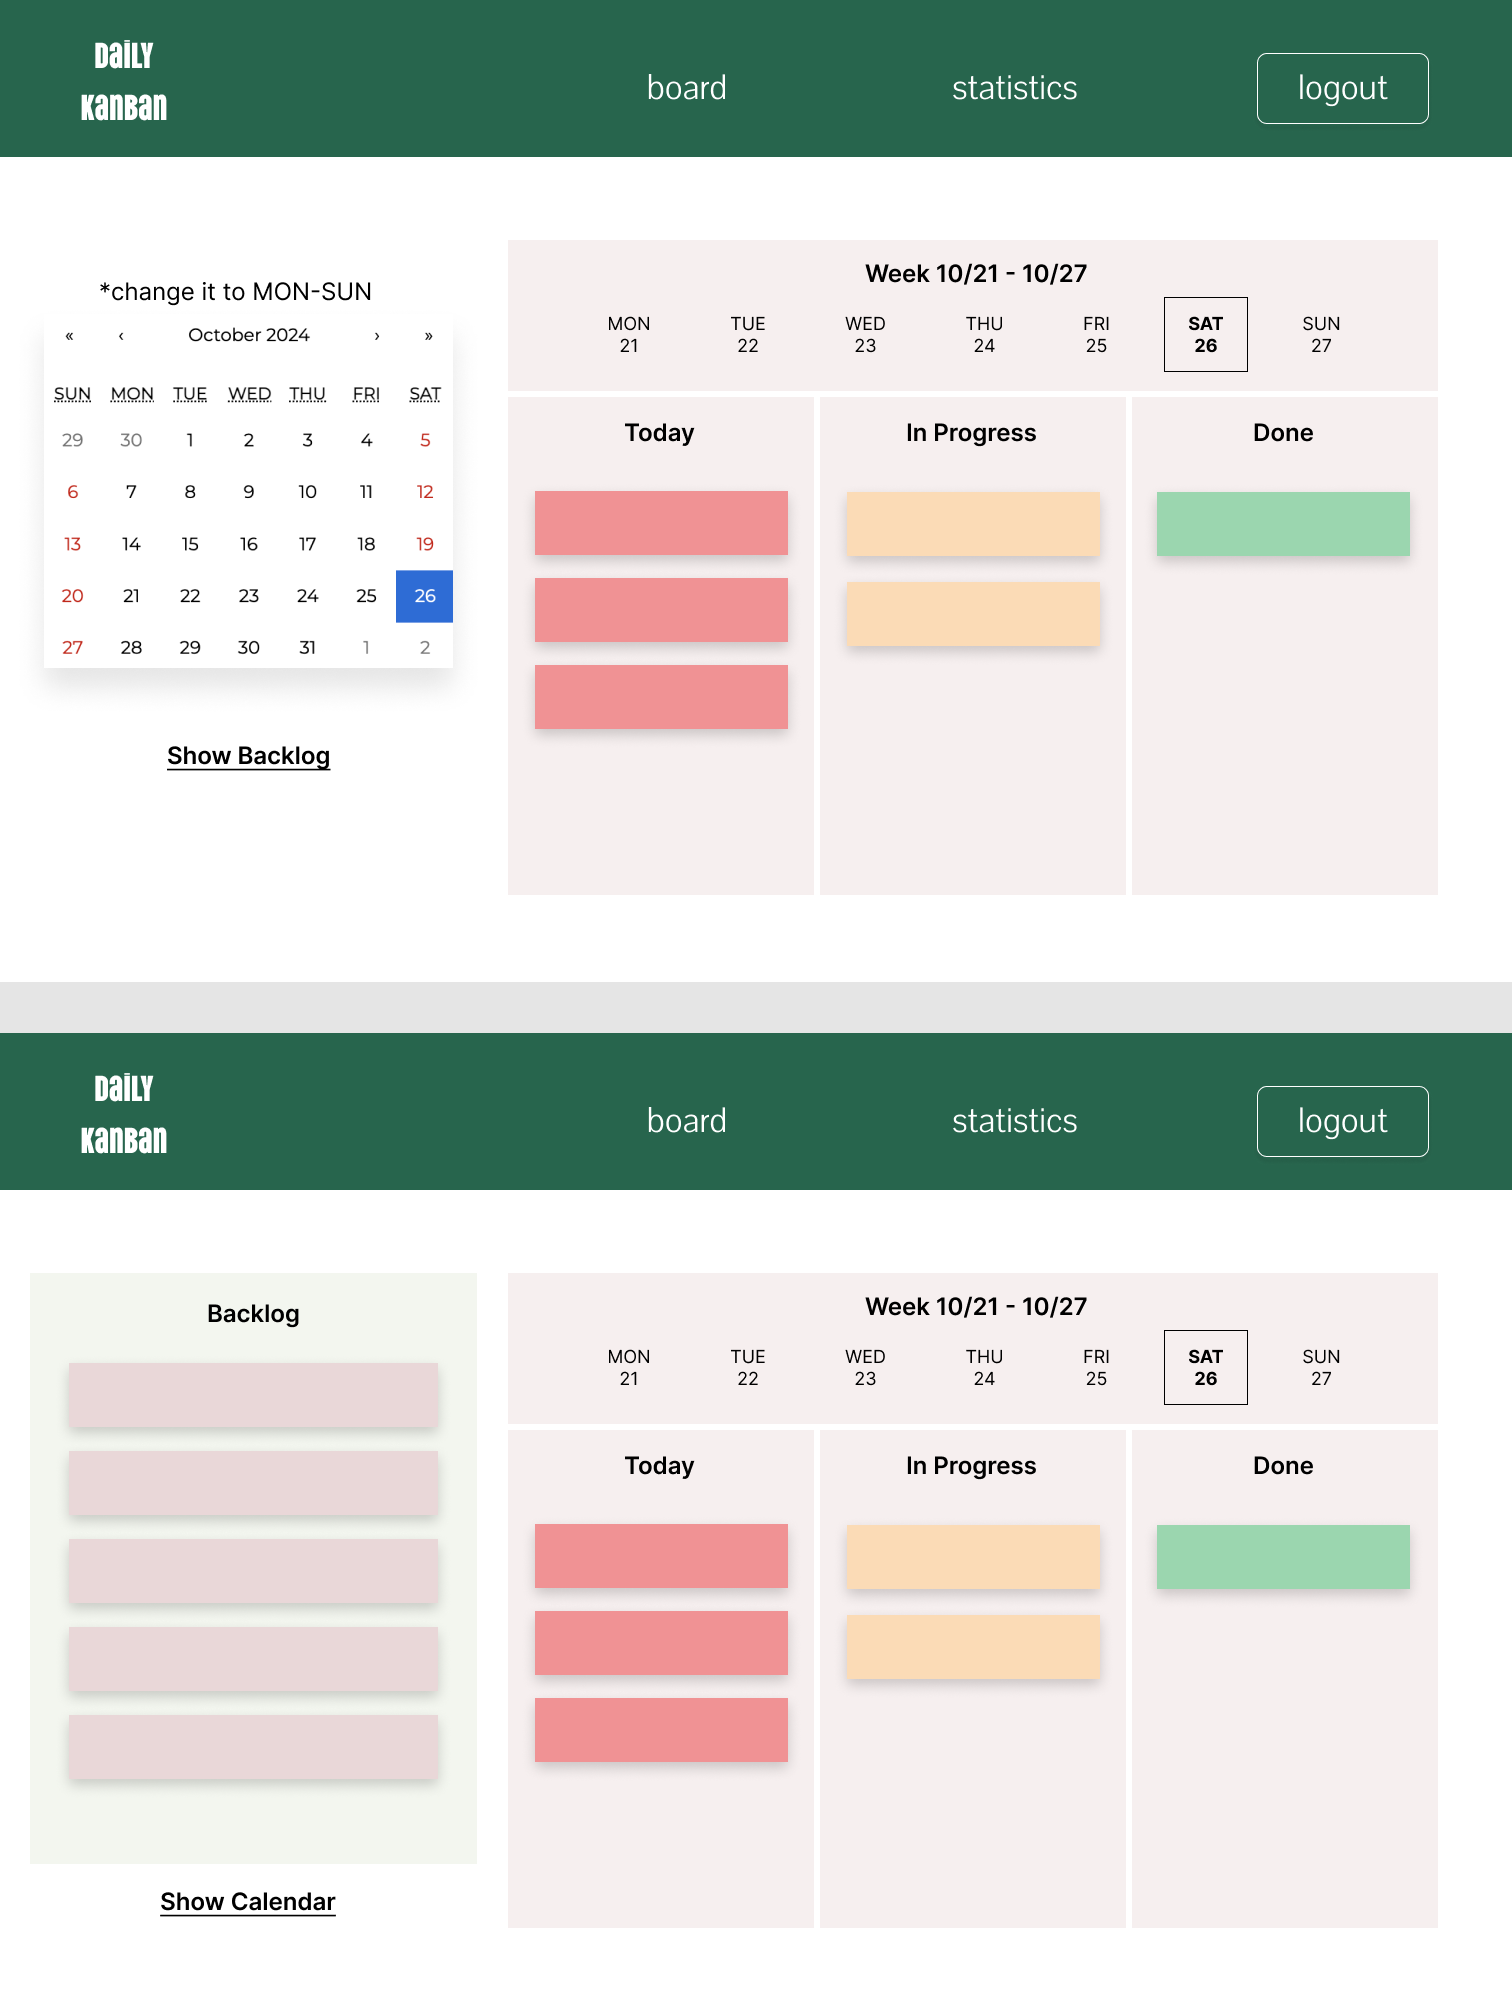 DaiLY
KanBan
board
statistics
logout
*change it to MON-SUN
« ‹ October 2024 › »
SUN MON TUE WED THU FRI SAT
29 30 1 2 3 4 5
6 7 8 9 10 11 12
13 14 15 16 17 18 19
20 21 22 23 24 25 26
27 28 29 30 31 1 2
Show Backlog
Week 10/21 - 10/27
MON TUE WED THU FRI SAT SUN
21 22 23 24 25 26 27
Today
In Progress
Done
DaiLY
KanBan
board
statistics
logout
Backlog
Show Calendar
Week 10/21 - 10/27
MON TUE WED THU FRI SAT SUN
21 22 23 24 25 26 27
Today
In Progress
Done